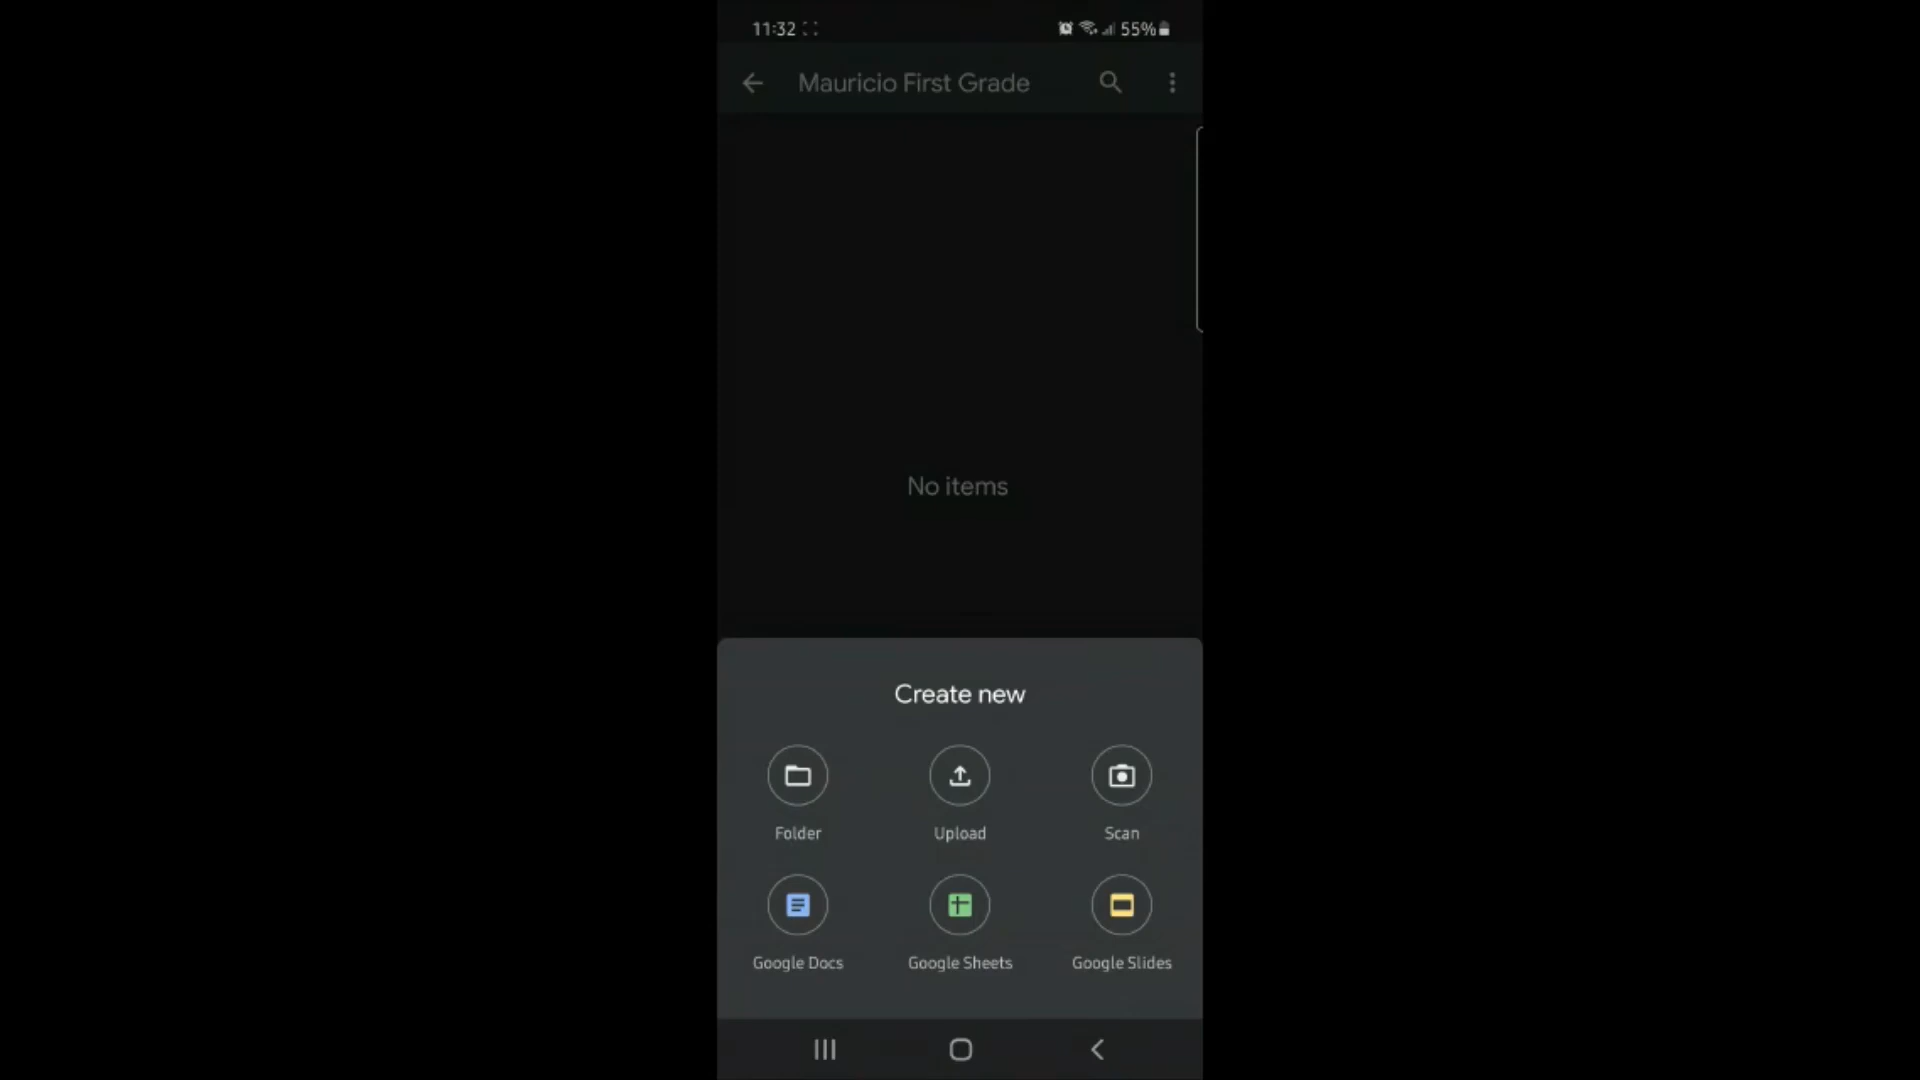 11:32 55%
Mauricio First Grade
No items
Create new
Folder Upload Scan
Google Docs Google Sheets Google Slides